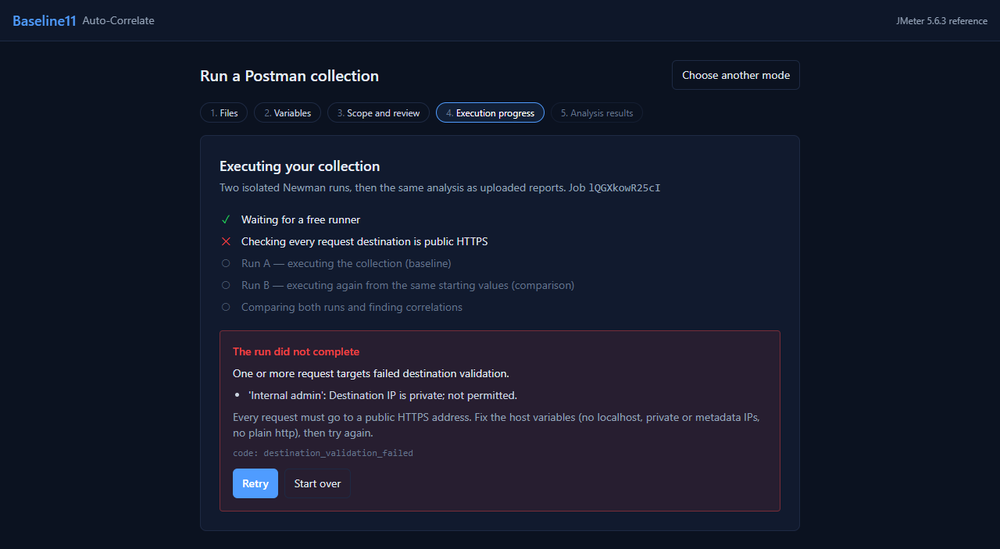 Baseline11 Auto-Correlate
JMeter 5.6.3 reference
Run a Postman collection
Choose another mode
1. Files
2. Variables
3. Scope and review
4. Execution progress
5. Analysis results
Executing your collection
Two isolated Newman runs, then the same analysis as uploaded reports. Job lQGXkowR25cI
Waiting for a free runner
Checking every request destination is public HTTPS
Run A — executing the collection (baseline)
Run B — executing again from the same starting values (comparison)
Comparing both runs and finding correlations
The run did not complete
One or more request targets failed destination validation.
'Internal admin': Destination IP is private; not permitted.
Every request must go to a public HTTPS address. Fix the host variables (no localhost, private or metadata IPs,
no plain http), then try again.
code: destination_validation_failed
Retry
Start over